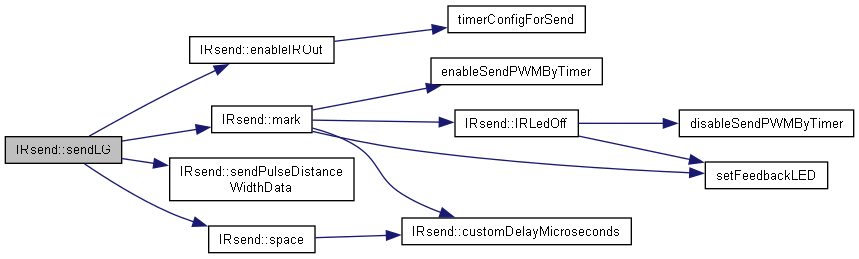 timerConfigForSend
IRsend::enableIROut
enableSendPWMByTimer
IRsend::mark
IRsend::IRLedOff
disableSendPWMByTimer
IRsend::sendLG
IRsend::sendPulseDistance
WidthData
setFeedbackLED
IRsend::space
IRsend::customDelayMicroseconds